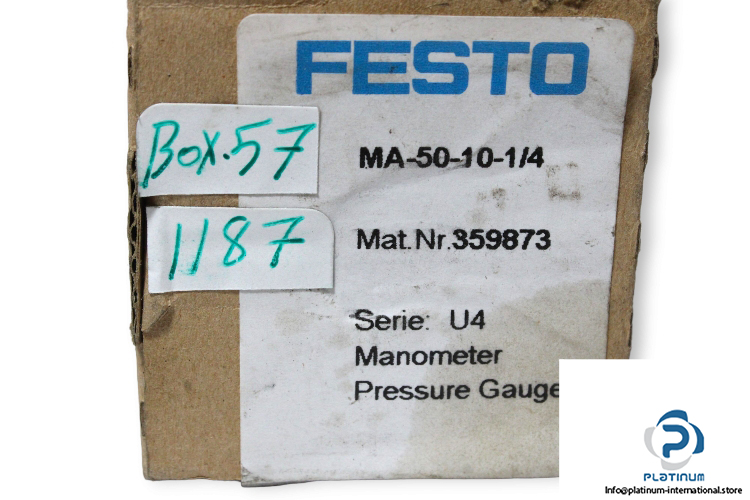 FESTO
Box.57
MA-50-10-1/4
1187
Mat.Nr.359873
Serie: U4
Manometer
Pressure Gauge
PLATINUM
Info@platinum-international.store